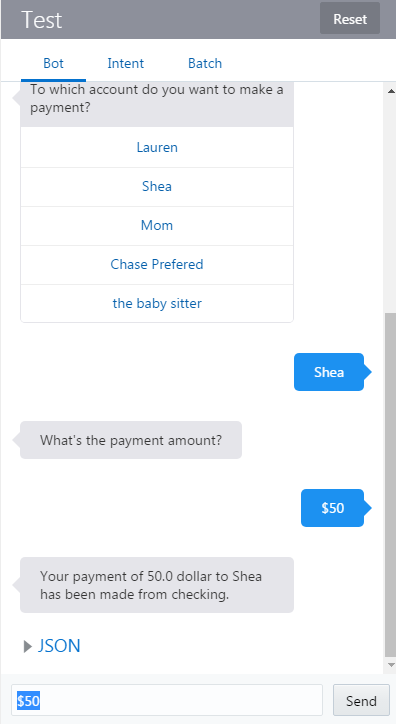 Test
Reset
Bot
Intent
Batch
To which account do you want to make a
payment?
Lauren
Shea
Mom
Chase Prefered
the baby sitter
Shea
What's the payment amount?
$50
Your payment of 50.0 dollar to Shea
has been made from checking.
JSON
$50
Send